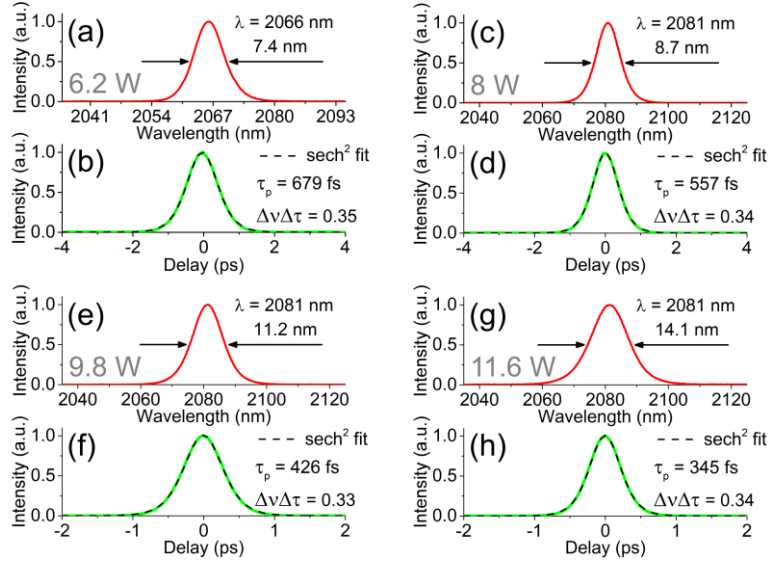 (a)
λ = 2066 nm
7.4 nm
6.2 W
Intensity (a.u.)
1.0
0.5
0.0
2041 2054 2067 2080 2093
Wavelength (nm)
(b)
sech² fit
τp = 679 fs
ΔνΔτ = 0.35
Intensity (a.u.)
1.0
0.5
0.0
-4 -2 0 2 4
Delay (ps)
(c)
λ = 2081 nm
8.7 nm
8 W
Intensity (a.u.)
1.0
0.5
0.0
2040 2060 2080 2100 2120
Wavelength (nm)
(d)
sech² fit
τp = 557 fs
ΔνΔτ = 0.34
Intensity (a.u.)
1.0
0.5
0.0
-4 -2 0 2 4
Delay (ps)
(e)
λ = 2081 nm
11.2 nm
9.8 W
Intensity (a.u.)
1.0
0.5
0.0
2040 2060 2080 2100 2120
Wavelength (nm)
(f)
sech² fit
τp = 426 fs
ΔνΔτ = 0.33
Intensity (a.u.)
1.0
0.5
0.0
-2 -1 0 1 2
Delay (ps)
(g)
λ = 2081 nm
14.1 nm
11.6 W
Intensity (a.u.)
1.0
0.5
0.0
2040 2060 2080 2100 2120
Wavelength (nm)
(h)
sech² fit
τp = 345 fs
ΔνΔτ = 0.34
Intensity (a.u.)
1.0
0.5
0.0
-2 -1 0 1 2
Delay (ps)